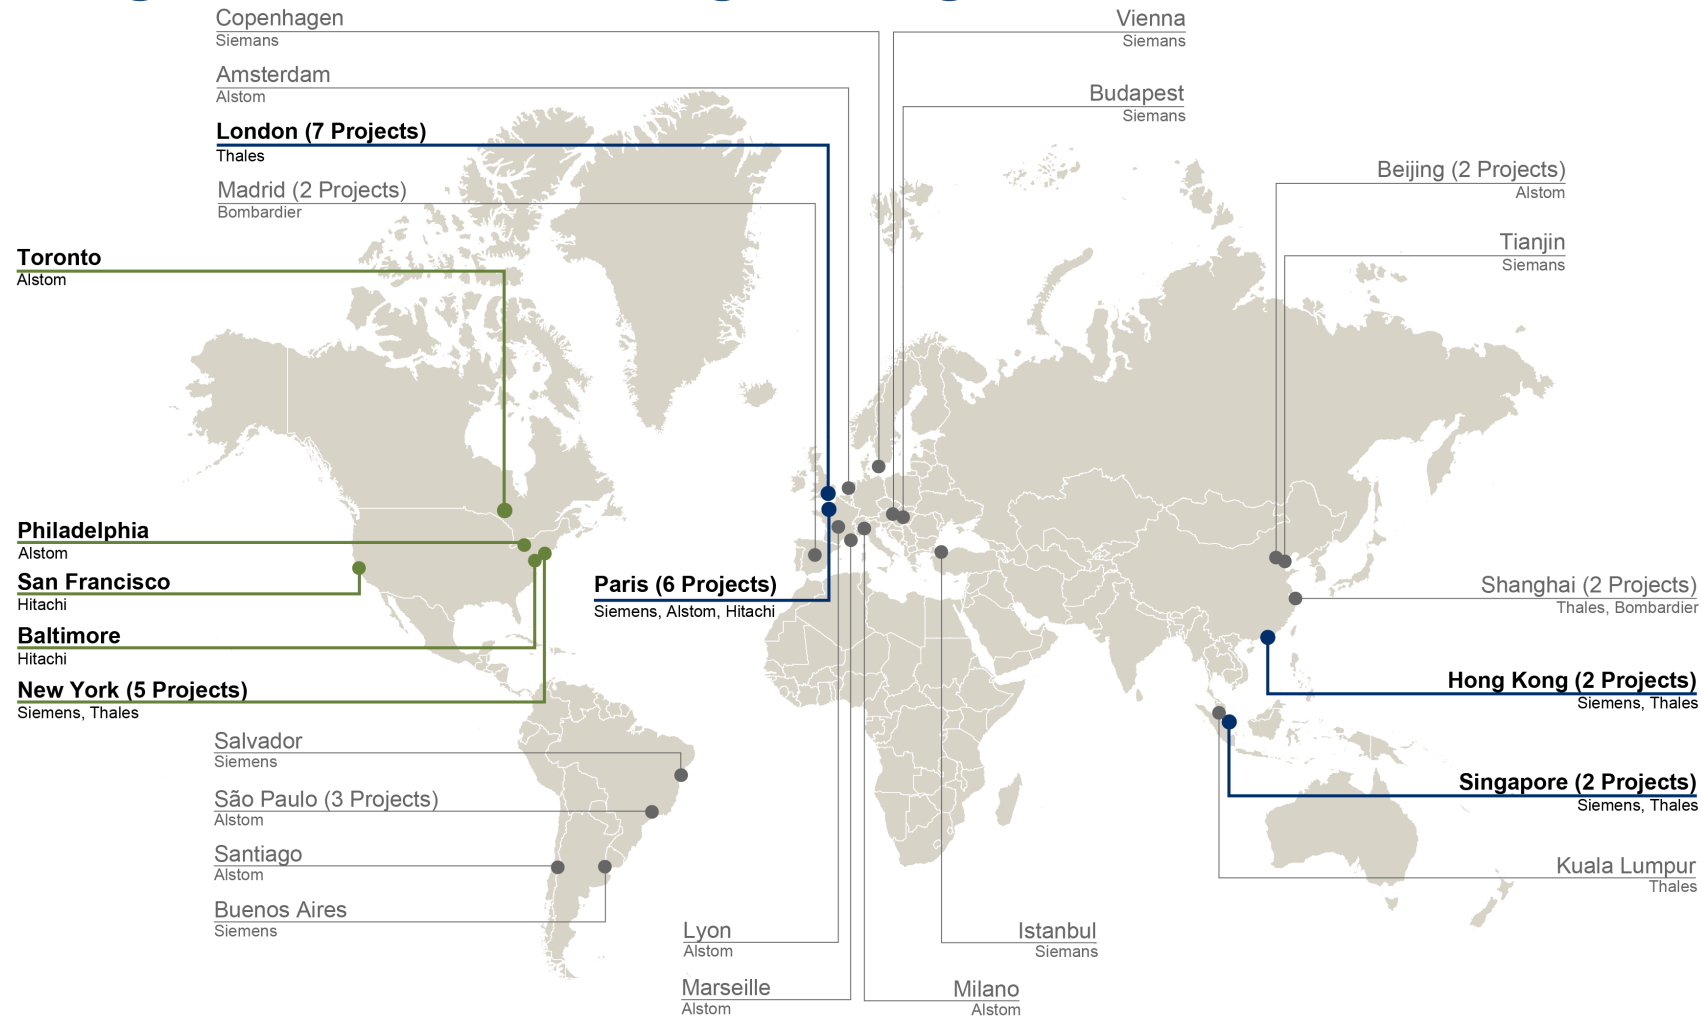 Copenhagen
Siemans
Vienna
Siemans
Amsterdam
Alstom
Budapest
Siemans
London (7 Projects)
Thales
Madrid (2 Projects)
Bombardier
Beijing (2 Projects)
Alstom
Toronto
Alstom
Tianjin
Siemans
Philadelphia
Alstom
San Francisco
Hitachi
Baltimore
Hitachi
New York (5 Projects)
Siemens, Thales
Paris (6 Projects)
Siemens, Alstom, Hitachi
Shanghai (2 Projects)
Thales, Bombardier
Hong Kong (2 Projects)
Siemens, Thales
Singapore (2 Projects)
Siemens, Thales
Kuala Lumpur
Thales
Salvador
Siemens
São Paulo (3 Projects)
Alstom
Santiago
Alstom
Buenos Aires
Siemens
Lyon
Alstom
Istanbul
Siemans
Marseille
Alstom
Milano
Alstom